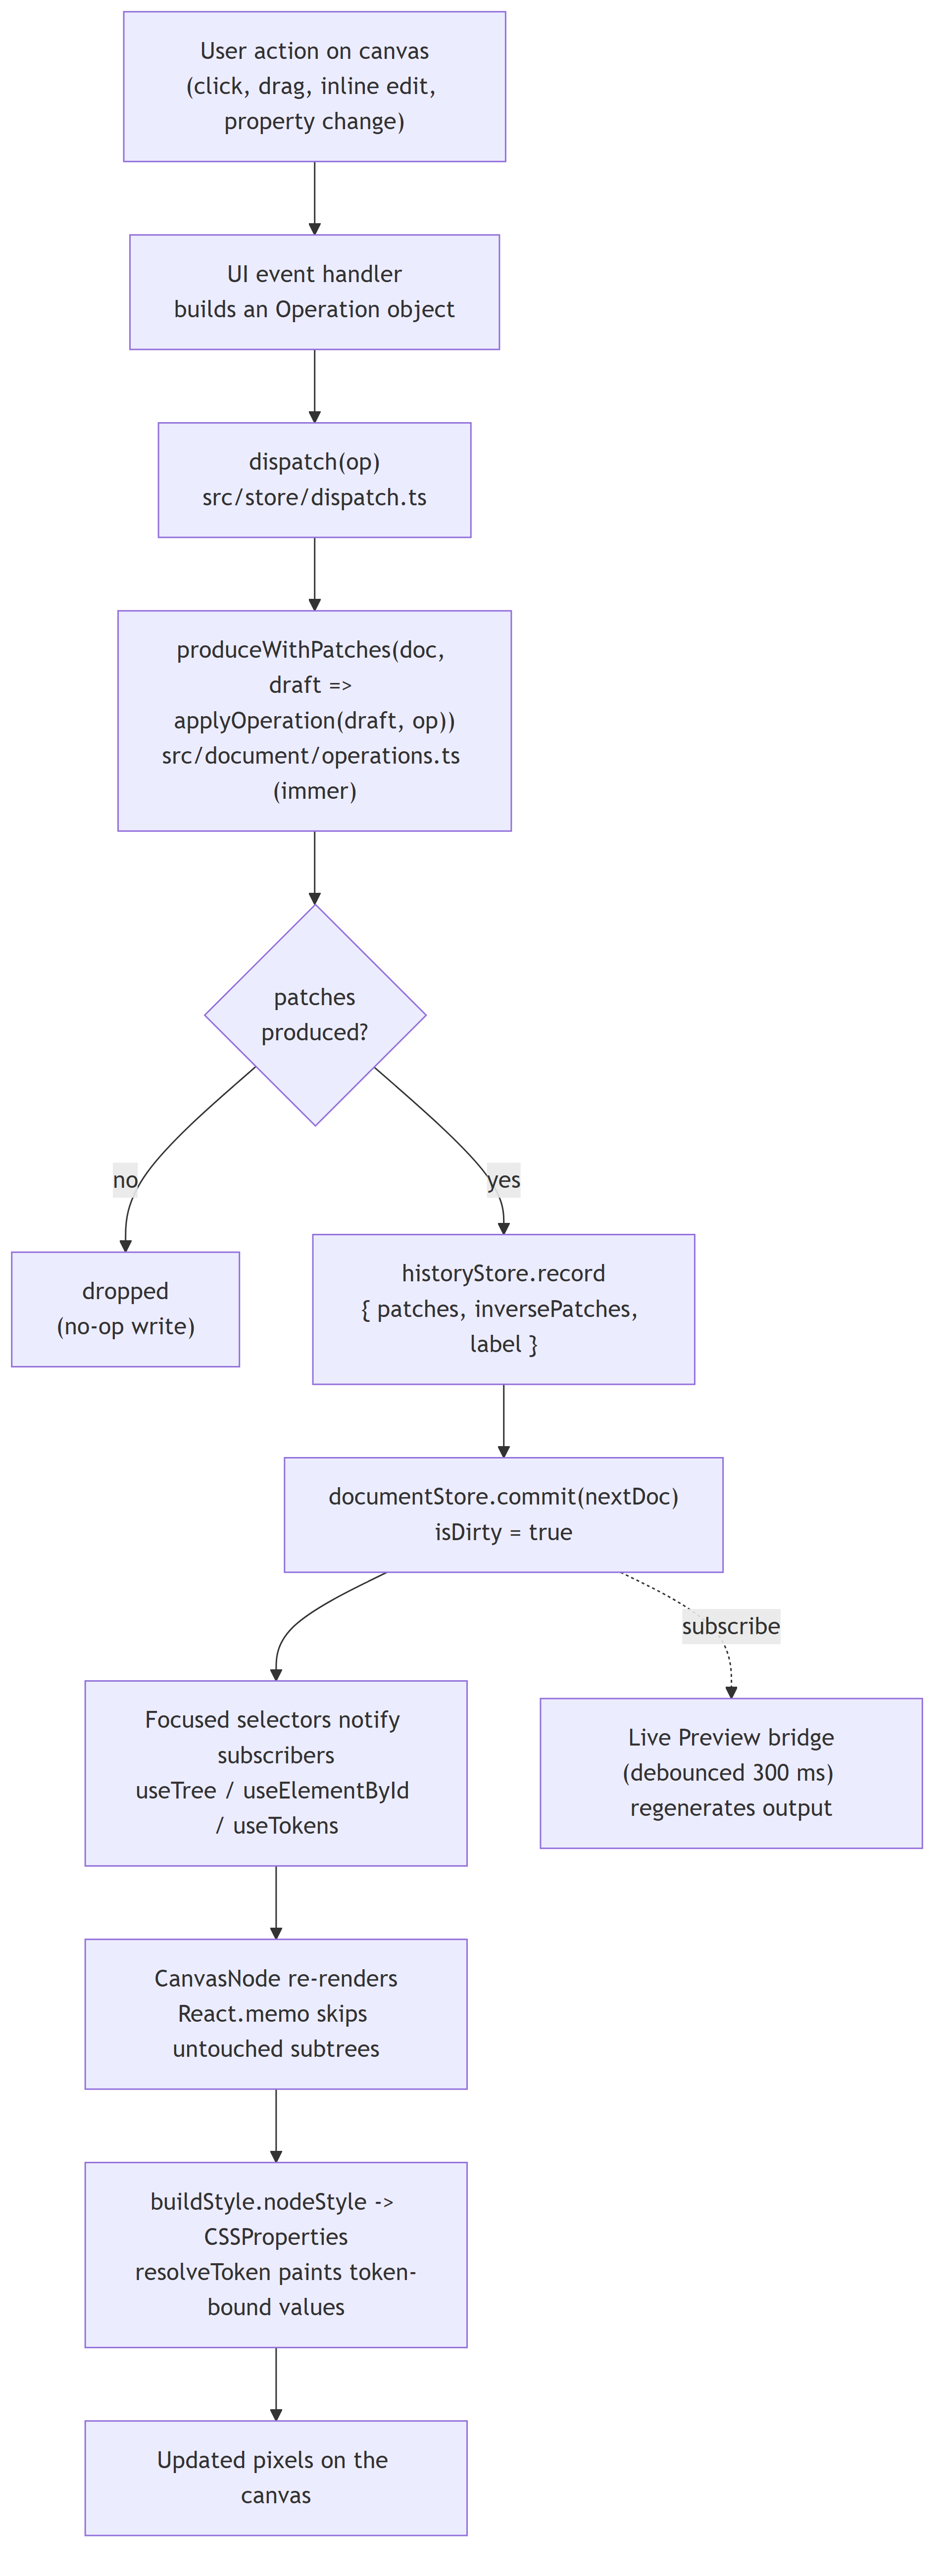 User action on canvas
(click, drag, inline edit,
property change)
UI event handler
builds an Operation object
dispatch(op)
src/store/dispatch.ts
produceWithPatches(doc,
draft =>
applyOperation(draft, op))
src/document/operations.ts
(immer)
patches
produced?
no
yes
dropped
(no-op write)
historyStore.record
{ patches, inversePatches,
label }
documentStore.commit(nextDoc)
isDirty = true
subscribe
Focused selectors notify
subscribers
useTree / useElementById
/ useTokens
Live Preview bridge
(debounced 300 ms)
regenerates output
CanvasNode re-renders
React.memo skips
untouched subtrees
buildStyle.nodeStyle ->
CSSProperties
resolveToken paints token-
bound values
Updated pixels on the
canvas